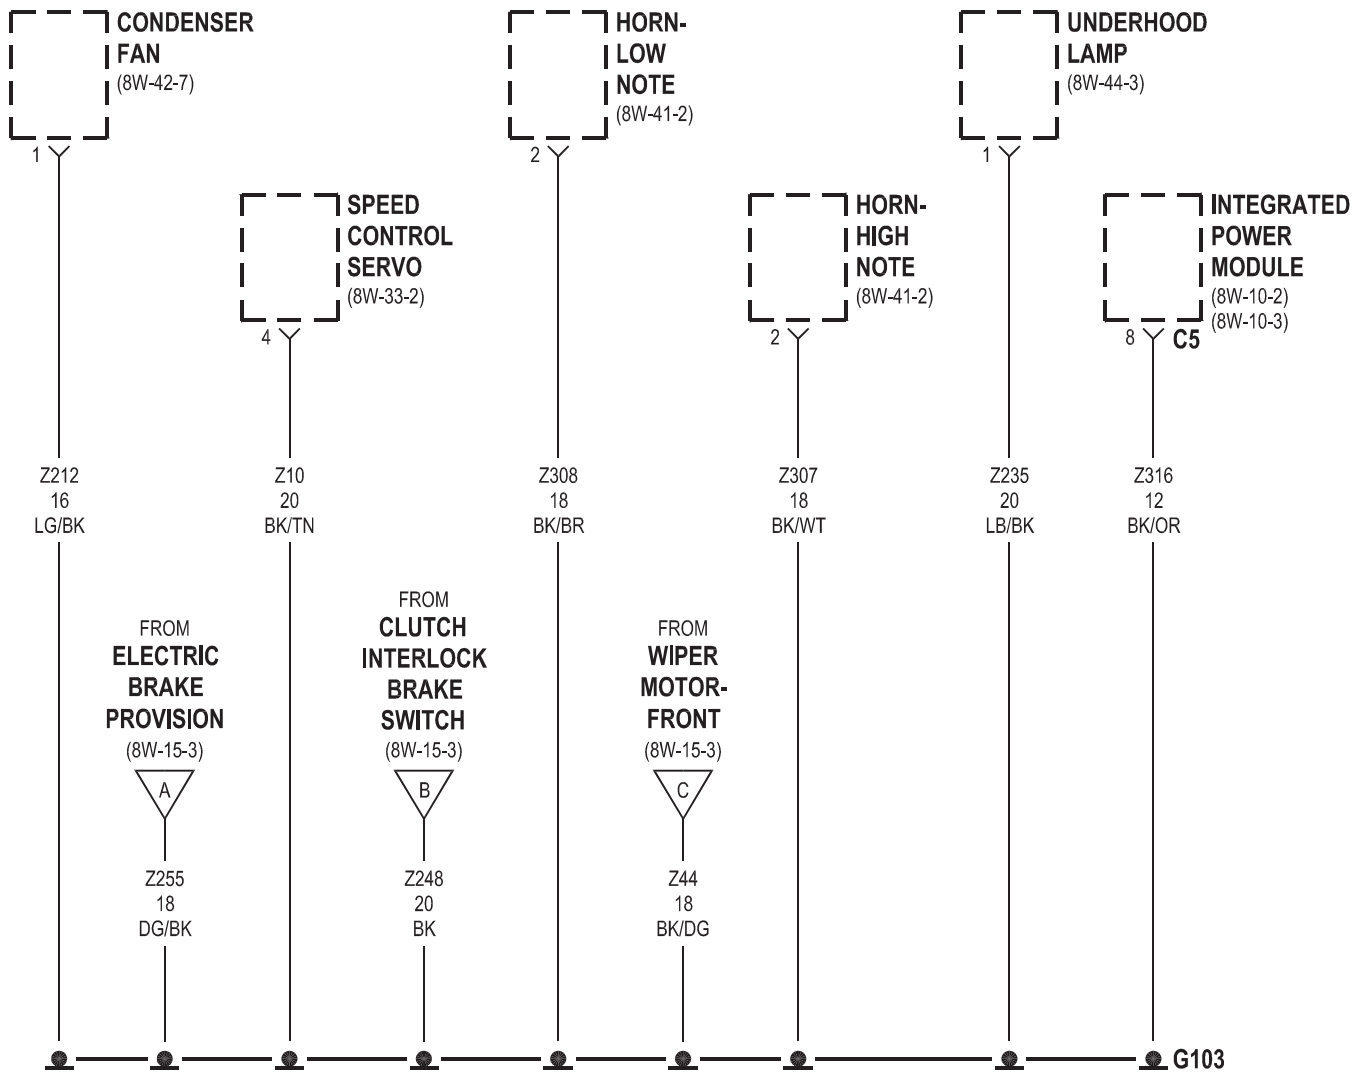 CONDENSER
FAN
(8W-42-7)
1
HORN-
LOW
NOTE
(8W-41-2)
2
UNDERHOOD
LAMP
(8W-44-3)
1
SPEED
CONTROL
SERVO
(8W-33-2)
4
HORN-
HIGH
NOTE
(8W-41-2)
2
INTEGRATED
POWER
MODULE
(8W-10-2)
(8W-10-3)
8
C5
Z212
16
LG/BK
Z10
20
BK/TN
Z308
18
BK/BR
Z307
18
BK/WT
Z235
20
LB/BK
Z316
12
BK/OR
FROM
ELECTRIC
BRAKE
PROVISION
(8W-15-3)
A
Z255
18
DG/BK
FROM
CLUTCH
INTERLOCK
BRAKE
SWITCH
(8W-15-3)
B
Z248
20
BK
FROM
WIPER
MOTOR-
FRONT
(8W-15-3)
C
Z44
18
BK/DG
G103